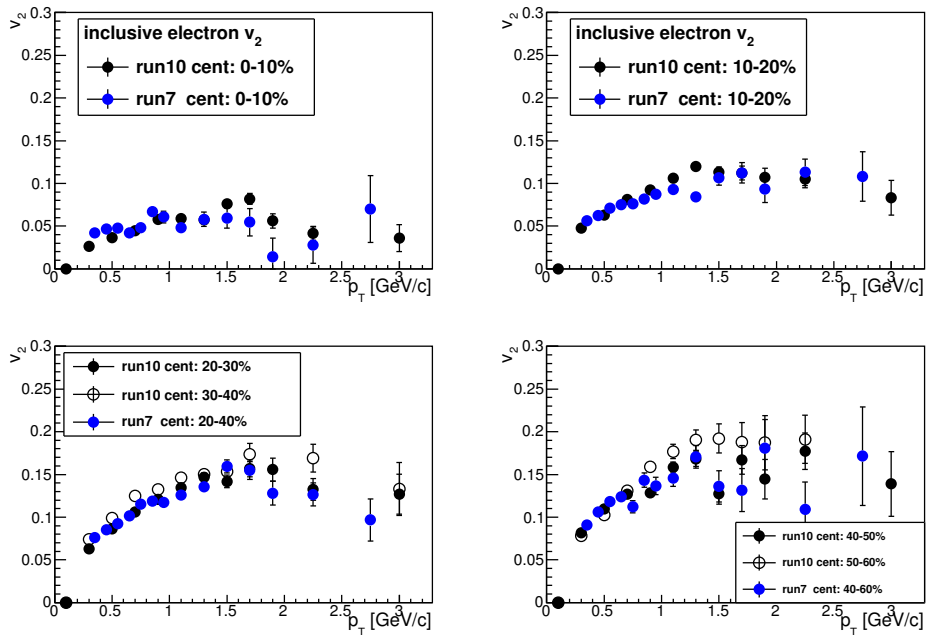 v2
0.3
0.25
0.2
0.15
0.1
0.05
0
inclusive electron v2
run10 cent: 0-10%
run7 cent: 0-10%
0 0.5 1 1.5 2 2.5 3
pT [GeV/c]
v2
0.3
0.25
0.2
0.15
0.1
0.05
0
inclusive electron v2
run10 cent: 10-20%
run7 cent: 10-20%
0 0.5 1 1.5 2 2.5 3
pT [GeV/c]
v2
0.3
0.25
0.2
0.15
0.1
0.05
0
run10 cent: 20-30%
run10 cent: 30-40%
run7 cent: 20-40%
0 0.5 1 1.5 2 2.5 3
pT [GeV/c]
v2
0.3
0.25
0.2
0.15
0.1
0.05
0
run10 cent: 40-50%
run10 cent: 50-60%
run7 cent: 40-60%
0 0.5 1 1.5 2 2.5 3
pT [GeV/c]